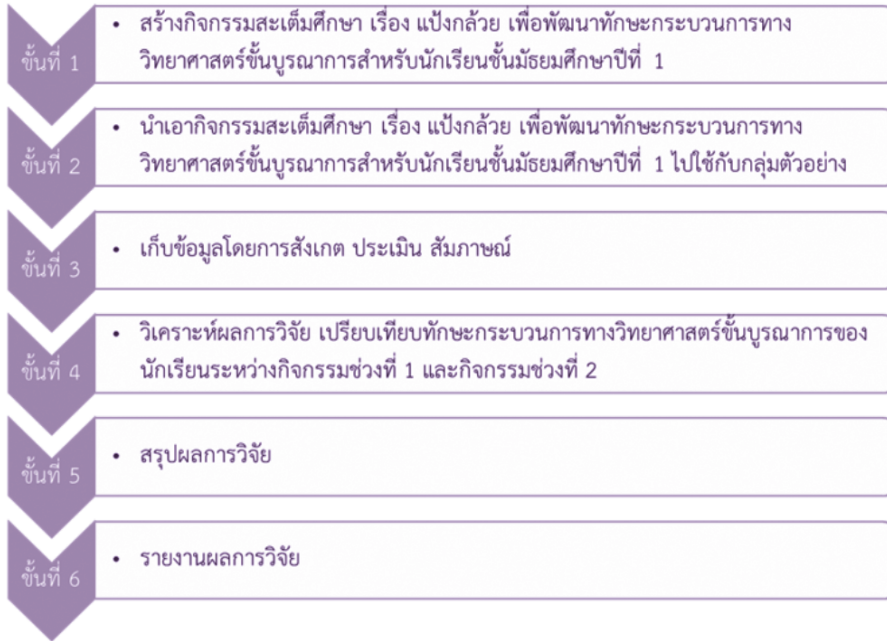 ขั้นที่ 1
• สร้างกิจกรรมสะเต็มศึกษา เรื่อง แป้งกล้วย เพื่อพัฒนาทักษะกระบวนการทาง
วิทยาศาสตร์ขั้นบูรณาการสำหรับนักเรียนชั้นมัธยมศึกษาปีที่ 1
ขั้นที่ 2
• นำเอากิจกรรมสะเต็มศึกษา เรื่อง แป้งกล้วย เพื่อพัฒนาทักษะกระบวนการทาง
วิทยาศาสตร์ขั้นบูรณาการสำหรับนักเรียนชั้นมัธยมศึกษาปีที่ 1 ไปใช้กับกลุ่มตัวอย่าง
ขั้นที่ 3
• เก็บข้อมูลโดยการสังเกต ประเมิน สัมภาษณ์
ขั้นที่ 4
• วิเคราะห์ผลการวิจัย เปรียบเทียบทักษะกระบวนการทางวิทยาศาสตร์ขั้นบูรณาการของ
นักเรียนระหว่างกิจกรรมช่วงที่ 1 และกิจกรรมช่วงที่ 2
ขั้นที่ 5
• สรุปผลการวิจัย
ขั้นที่ 6
• รายงานผลการวิจัย